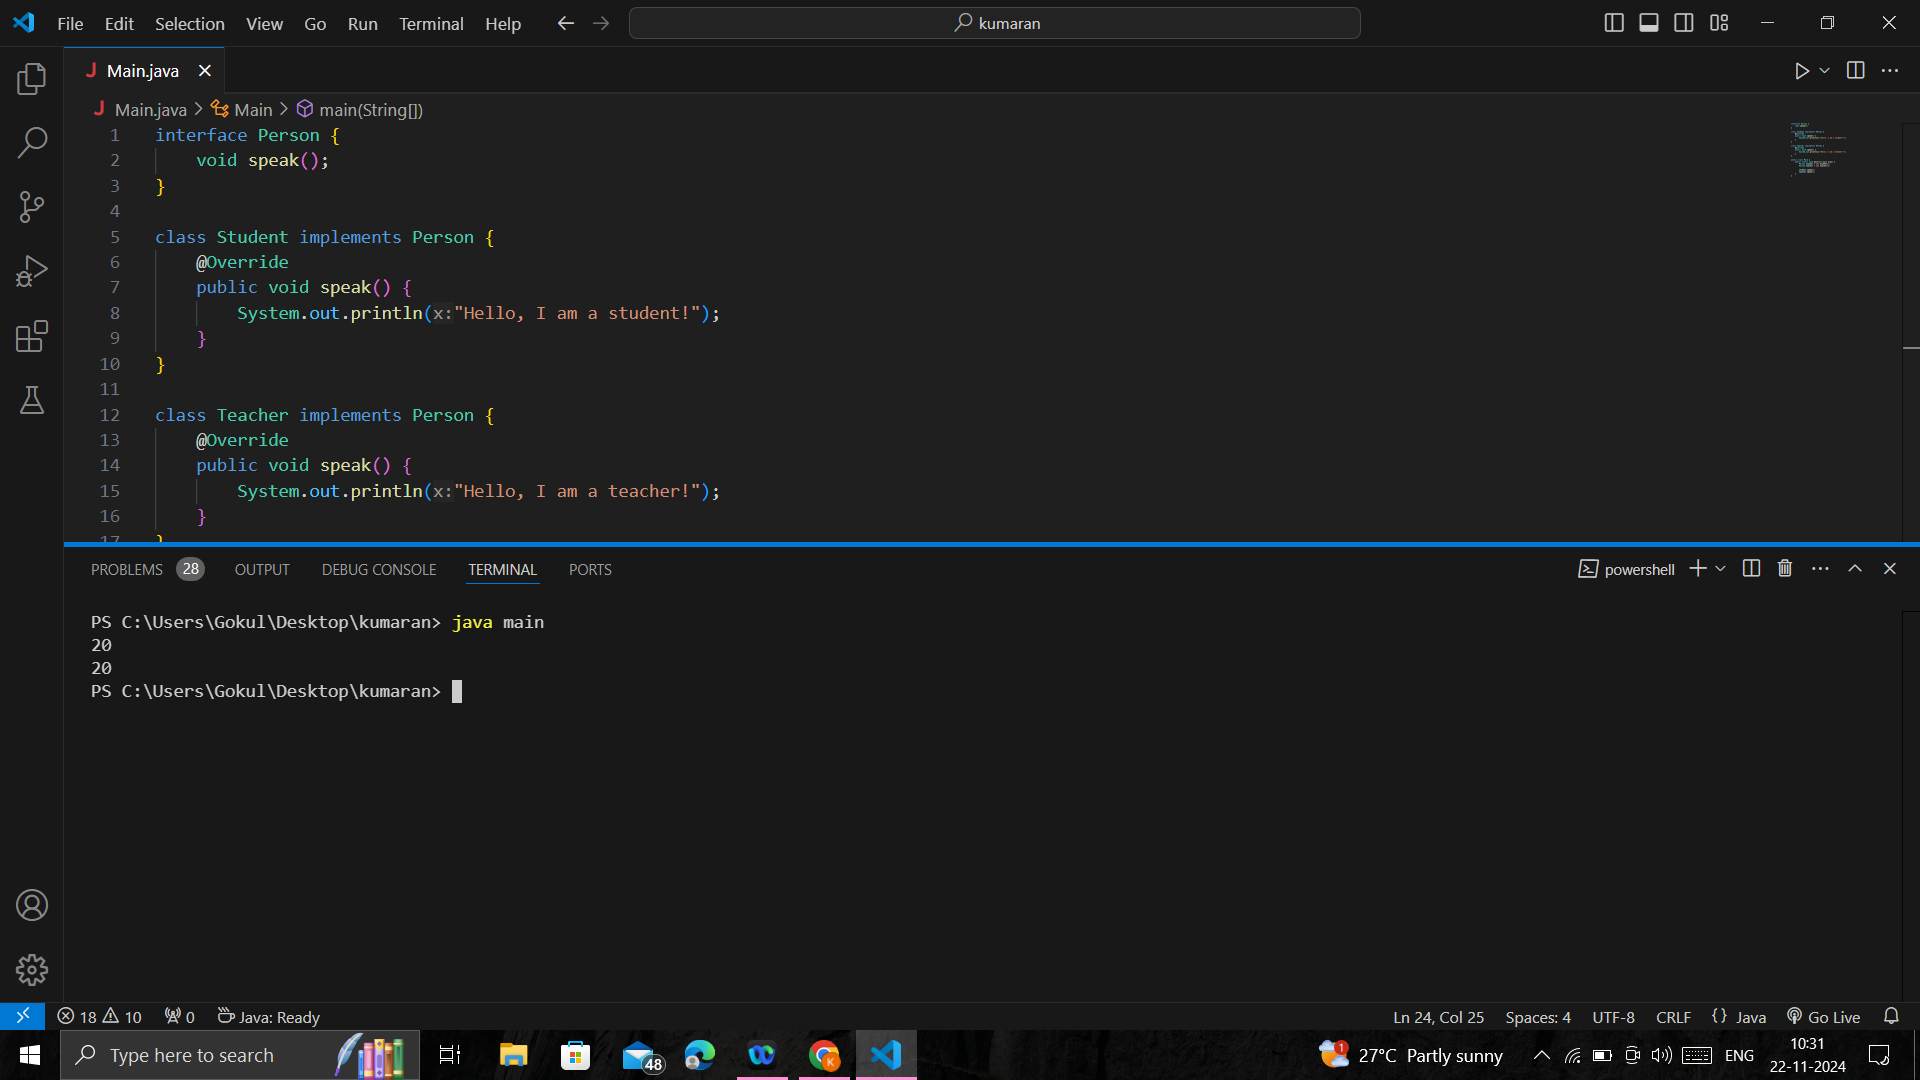 File Edit Selection View Go Run Terminal Help kumaran
Main.java
Main.java > Main > main(String[])
1 interface Person {
2 void speak();
3 }
4
5 class Student implements Person {
6 @Override
7 public void speak() {
8 System.out.println(x:"Hello, I am a student!");
9 }
10 }
11
12 class Teacher implements Person {
13 @Override
14 public void speak() {
15 System.out.println(x:"Hello, I am a teacher!");
16 }
17 }
PROBLEMS 28 OUTPUT DEBUG CONSOLE TERMINAL PORTS powershell
PS C:\Users\Gokul\Desktop\kumaran> java main
20
20
PS C:\Users\Gokul\Desktop\kumaran>
18 10 0 Java: Ready Ln 24, Col 25 Spaces: 4 UTF-8 CRLF {} Java Go Live
Type here to search 48 K 1 27°C Partly sunny ENG 10:31
22-11-2024